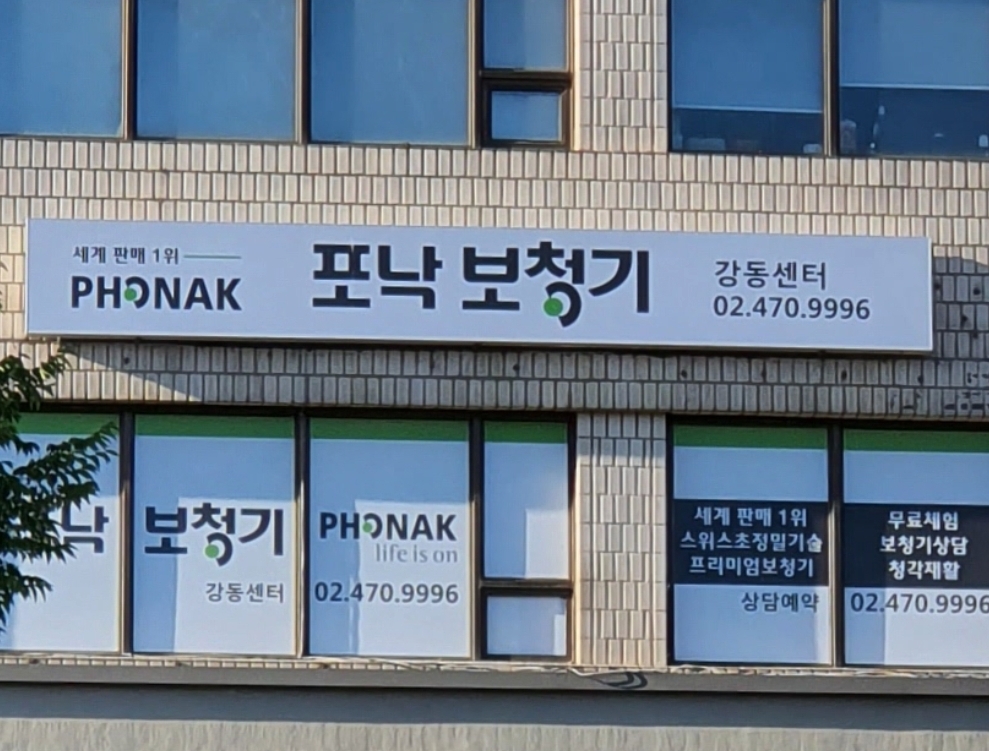 세계 판매 1위
PHONAK
포낙 보청기
강동센터
02.470.9996
낙 보청기
강동센터
PHONAK
life is on
02.470.9996
세계 판매 1위
스위스초정밀기술
프리미엄보청기
상담예약
무료체험
보청기상담
청각재활
02.470.9996